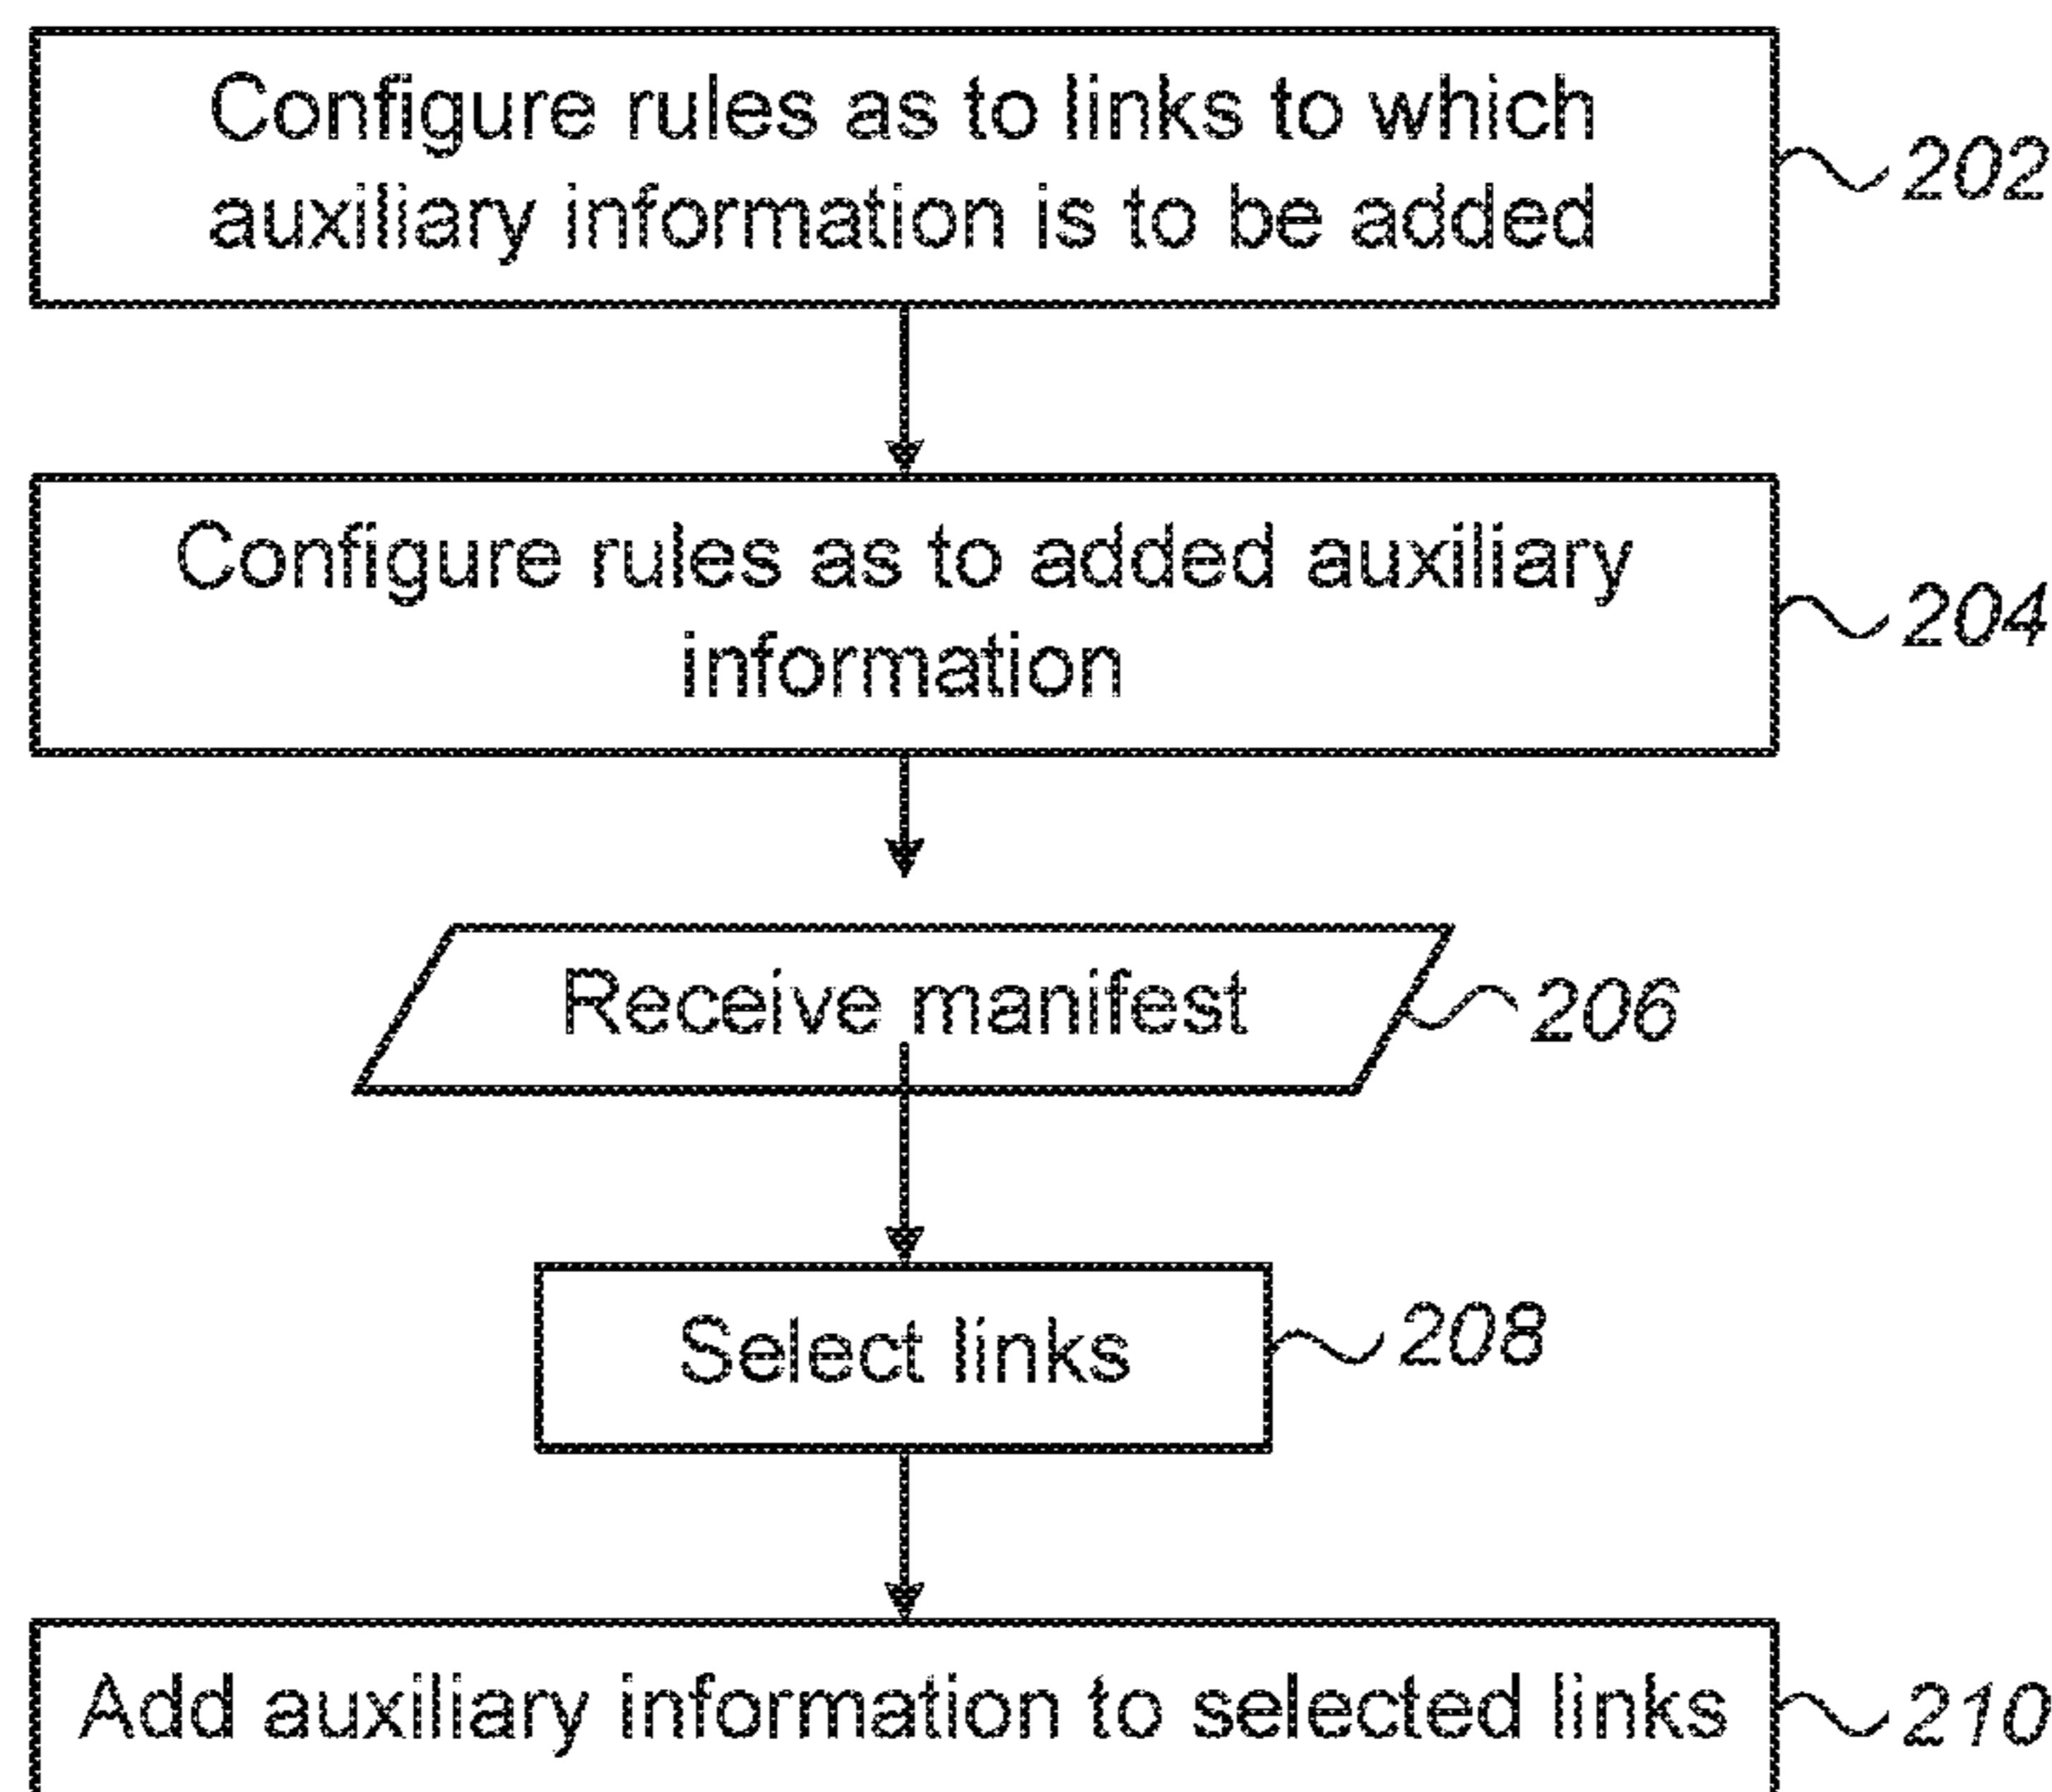 Configure rules as to links to which
auxiliary information is to be added
202
Configure rules as to added auxiliary
information
204
Receive manifest
206
Select links
208
Add auxiliary information to selected links
210